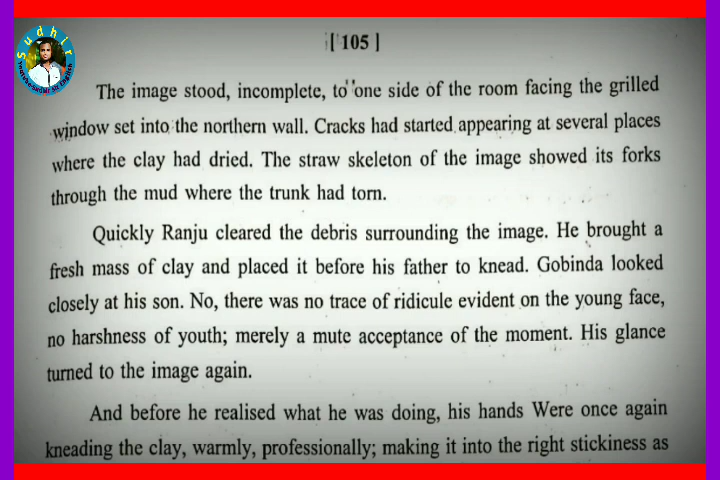 Sudhir
[ 105 ]
The image stood, incomplete, to one side of the room facing the grilled
window set into the northern wall. Cracks had started appearing at several places
where the clay had dried. The straw skeleton of the image showed its forks
through the mud where the trunk had torn.
Quickly Ranju cleared the debris surrounding the image. He brought a
fresh mass of clay and placed it before his father to knead. Gobinda looked
closely at his son. No, there was no trace of ridicule evident on the young face,
no harshness of youth; merely a mute acceptance of the moment. His glance
turned to the image again.
And before he realised what he was doing, his hands Were once again
kneading the clay, warmly, professionally; making it into the right stickiness as